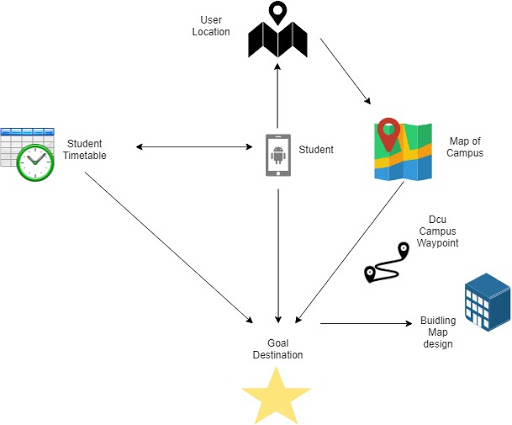 User
Location
Student
Timetable
Student
Map of
Campus
Dcu
Campus
Waypoint
Buidling
Map
design
Goal
Destination